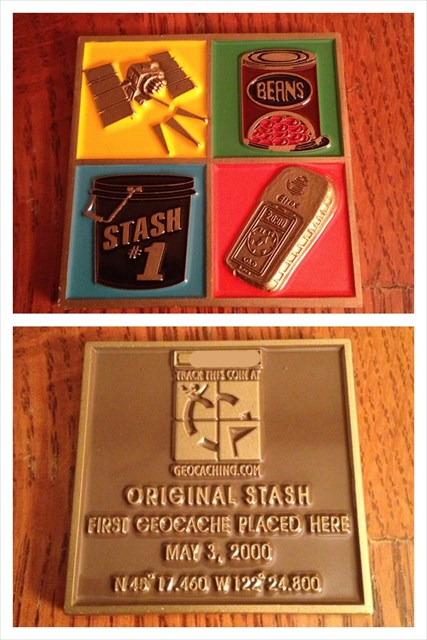 BEANS
STASH
#1
eTrex
TRACK THIS COIN AT
GEOCACHING.COM
ORIGINAL STASH
FIRST GEOCACHE PLACED HERE
MAY 3, 2000
N 45° 17.460 W 122° 24.800